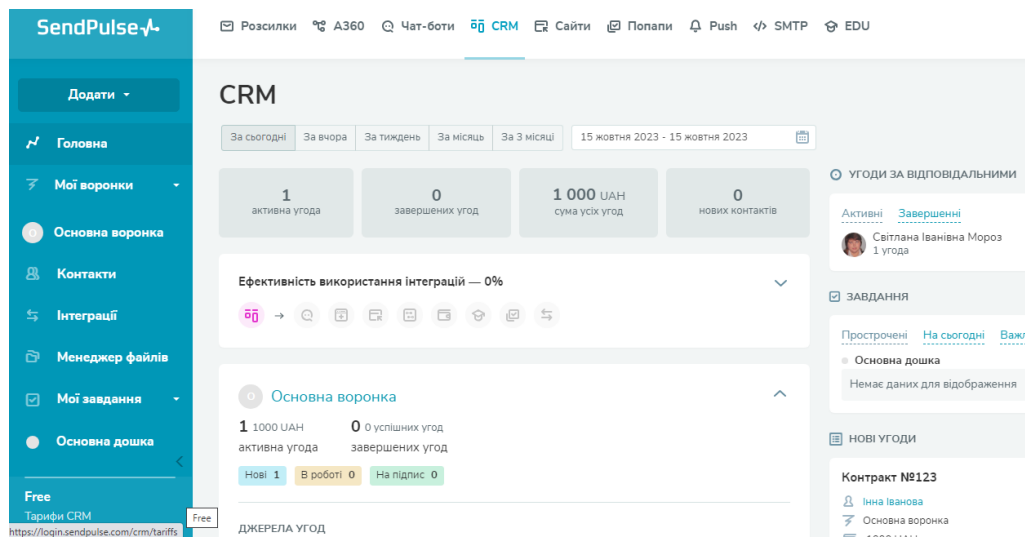 SendPulse
Розсилки А360 Чат-боти CRM Сайти Попапи Push SMTP EDU
Додати
Головна
Мої воронки
О Основна воронка
Контакти
Інтеграції
Менеджер файлів
Мої завдання
Основна дошка
Free
Тарифи CRM
https://login.sendpulse.com/crm/tariffs
Free
CRM
За сьогодні За вчора За тиждень За місяць За 3 місяці 15 жовтня 2023 - 15 жовтня 2023
1 0 1 000 UAH 0
активна угода завершених угод сума усіх угод нових контактів
Ефективність використання інтеграцій — 0%
О Основна воронка
1 1000 UAH 0 0 успішних угод
активна угода завершених угод
Нові 1 В роботі 0 На підпис 0
ДЖЕРЕЛА УГОД
УГОДИ ЗА ВІДПОВІДАЛЬНИМИ
Активні Завершенні
Світлана Іванівна Мороз
1 угода
ЗАВДАННЯ
Прострочені На сьогодні
Основна дошка
Немає даних для відображення
НОВІ УГОДИ
Контракт №123
Інна Іванова
Основна воронка
1000 UAH